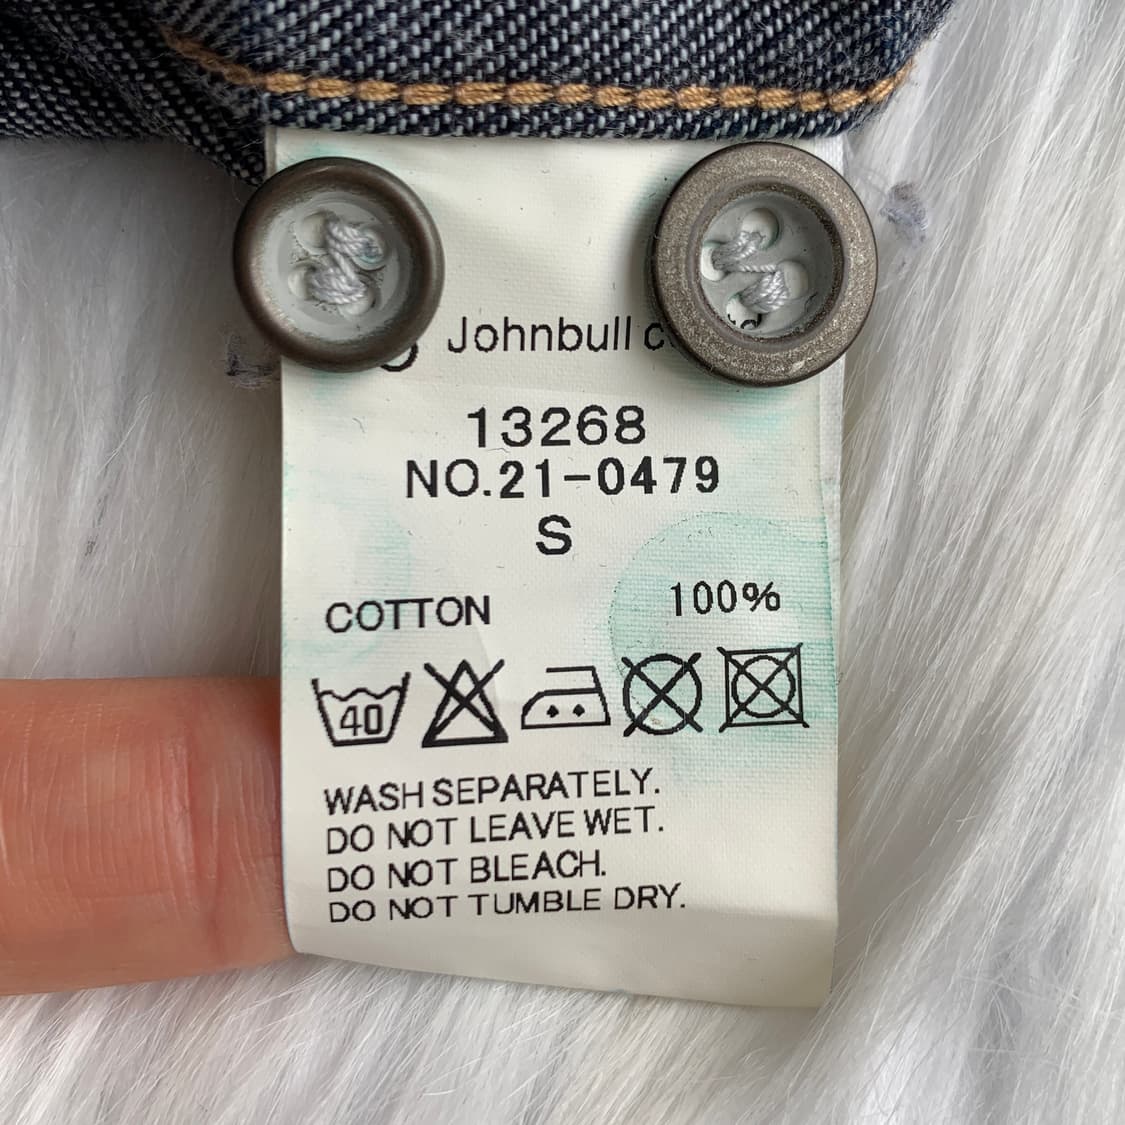 Johnbull
13268
NO.21-0479
S
COTTON 100%
40
WASH SEPARATELY.
DO NOT LEAVE WET.
DO NOT BLEACH.
DO NOT TUMBLE DRY.